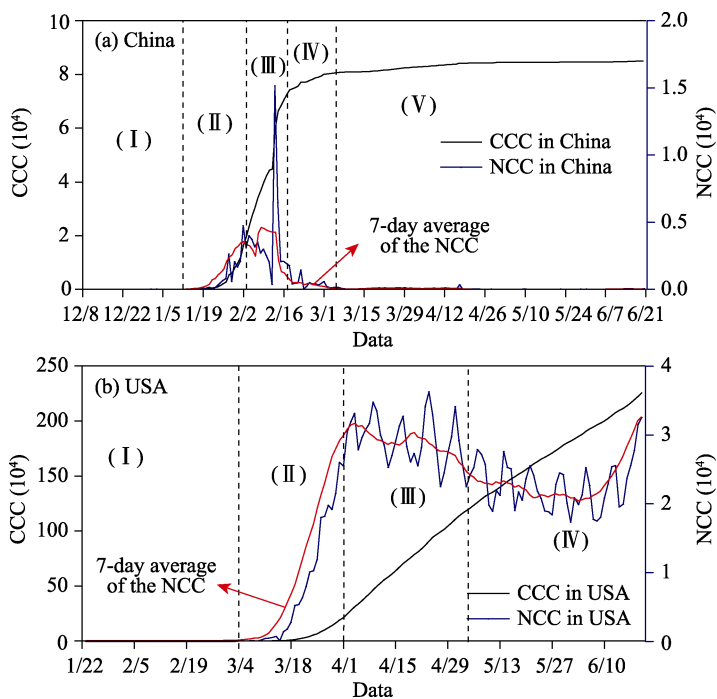 (a) China
(Ⅰ)
(Ⅱ)
(Ⅲ)
(Ⅳ)
(Ⅴ)
CCC in China
NCC in China
7-day average
of the NCC
CCC (10⁴)
10
8
6
4
2
0
NCC (10⁴)
2.0
1.5
1.0
0.5
0.0
12/8 12/22 1/5 1/19 2/2 2/16 3/1 3/15 3/29 4/12 4/26 5/10 5/24 6/7 6/21
Data
(b) USA
(Ⅰ)
(Ⅱ)
(Ⅲ)
(Ⅳ)
7-day average
of the NCC
CCC in USA
NCC in USA
CCC (10⁴)
250
200
150
100
50
0
NCC (10⁴)
4
3
2
1
0
1/22 2/5 2/19 3/4 3/18 4/1 4/15 4/29 5/13 5/27 6/10
Data